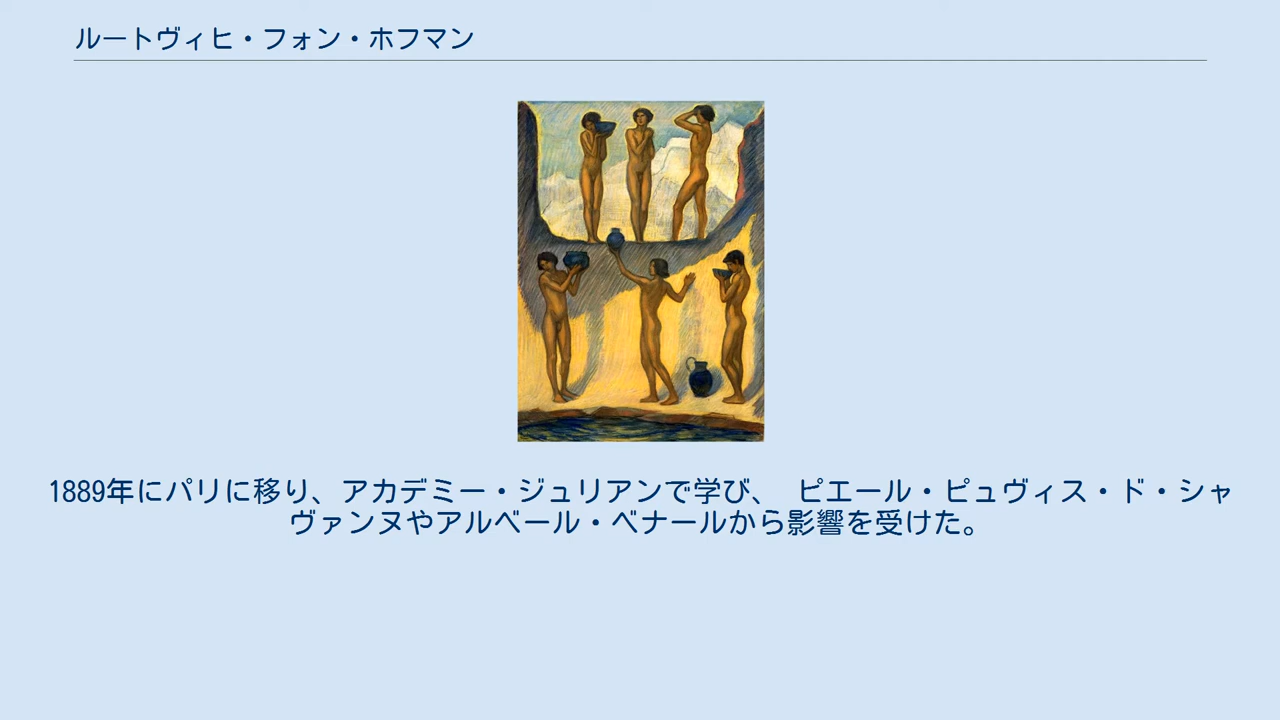 ルートヴィヒ・フォン・ホフマン
1889年にパリに移り、アカデミー・ジュリアンで学び、 ピエール・ピュヴィス・ド・シャ
ヴァンヌやアルベール・ベナールから影響を受けた。